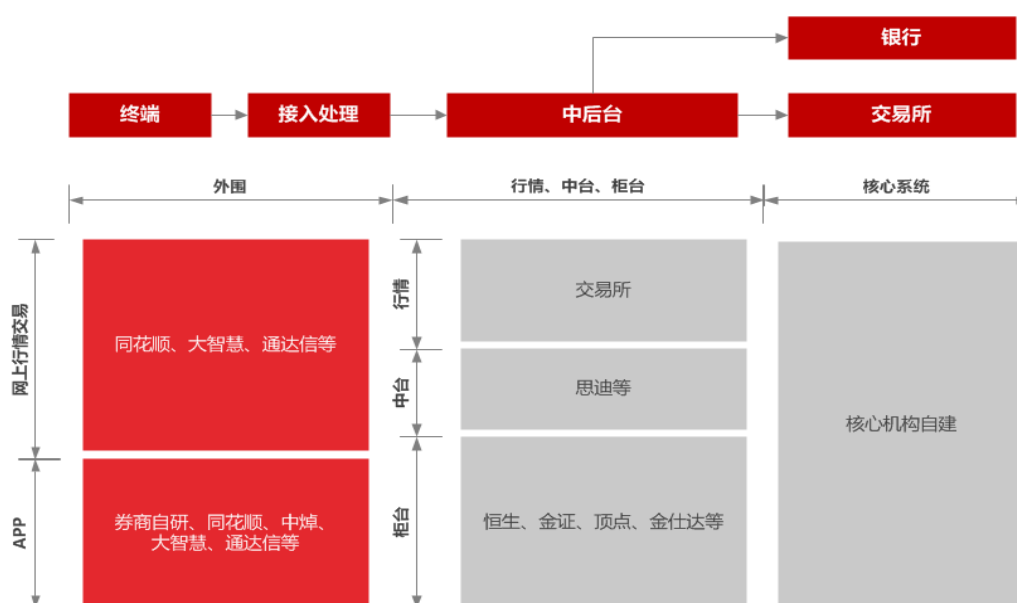 银行
终端
接入处理
中后台
交易所
外围
行情、中台、柜台
核心系统
网上行情交易
同花顺、大智慧、通达信等
行情
交易所
中台
思迪等
核心机构自建
APP
券商自研、同花顺、中焯、
大智慧、通达信等
柜台
恒生、金证、顶点、金仕达等